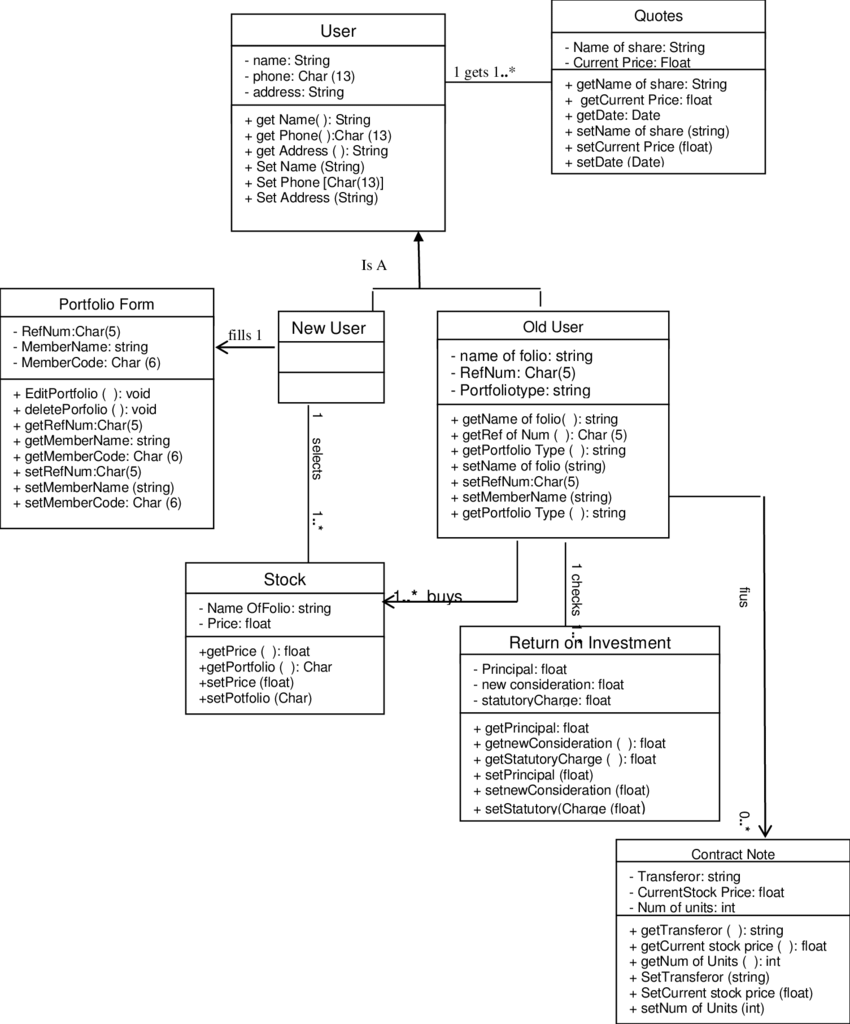 User
- name: String
- phone: Char (13)
- address: String
+ get Name( ): String
+ get Phone( ):Char (13)
+ get Address ( ): String
+ Set Name (String)
+ Set Phone [Char(13)]
+ Set Address (String)
1 gets 1..*
Quotes
- Name of share: String
- Current Price: Float
+ getName of share: String
+ getCurrent Price: float
+ getDate: Date
+ setName of share (string)
+ setCurrent Price (float)
+ setDate (Date)
Is A
Portfolio Form
- RefNum:Char(5)
- MemberName: string
- MemberCode: Char (6)
+ EditPortfolio ( ): void
+ deletePorfolio ( ): void
+ getRefNum:Char(5)
+ getMemberName: string
+ getMemberCode: Char (6)
+ setRefNum:Char(5)
+ setMemberName (string)
+ setMemberCode: Char (6)
fills 1
New User
Old User
- name of folio: string
- RefNum: Char(5)
- Portfoliotype: string
+ getName of folio( ): string
+ getRef of Num ( ): Char (5)
+ getPortfolio Type ( ): string
+ setName of folio (string)
+ setRefNum:Char(5)
+ setMemberName (string)
+ getPortfolio Type ( ): string
1 selects 1..*
Stock
- Name OfFolio: string
- Price: float
+getPrice ( ): float
+getPortfolio ( ): Char
+setPrice (float)
+setPotfolio (Char)
1..* buys
1 checks 1..*
fius
0..*
Return on Investment
- Principal: float
- new consideration: float
- statutoryCharge: float
+ getPrincipal: float
+ getnewConsideration ( ): float
+ getStatutoryCharge ( ): float
+ setPrincipal (float)
+ setnewConsideration (float)
+ setStatutory(Charge (float)
Contract Note
- Transferor: string
- CurrentStock Price: float
- Num of units: int
+ getTransferor ( ): string
+ getCurrent stock price ( ): float
+ getNum of Units ( ): int
+ SetTransferor (string)
+ SetCurrent stock price (float)
+ setNum of Units (int)